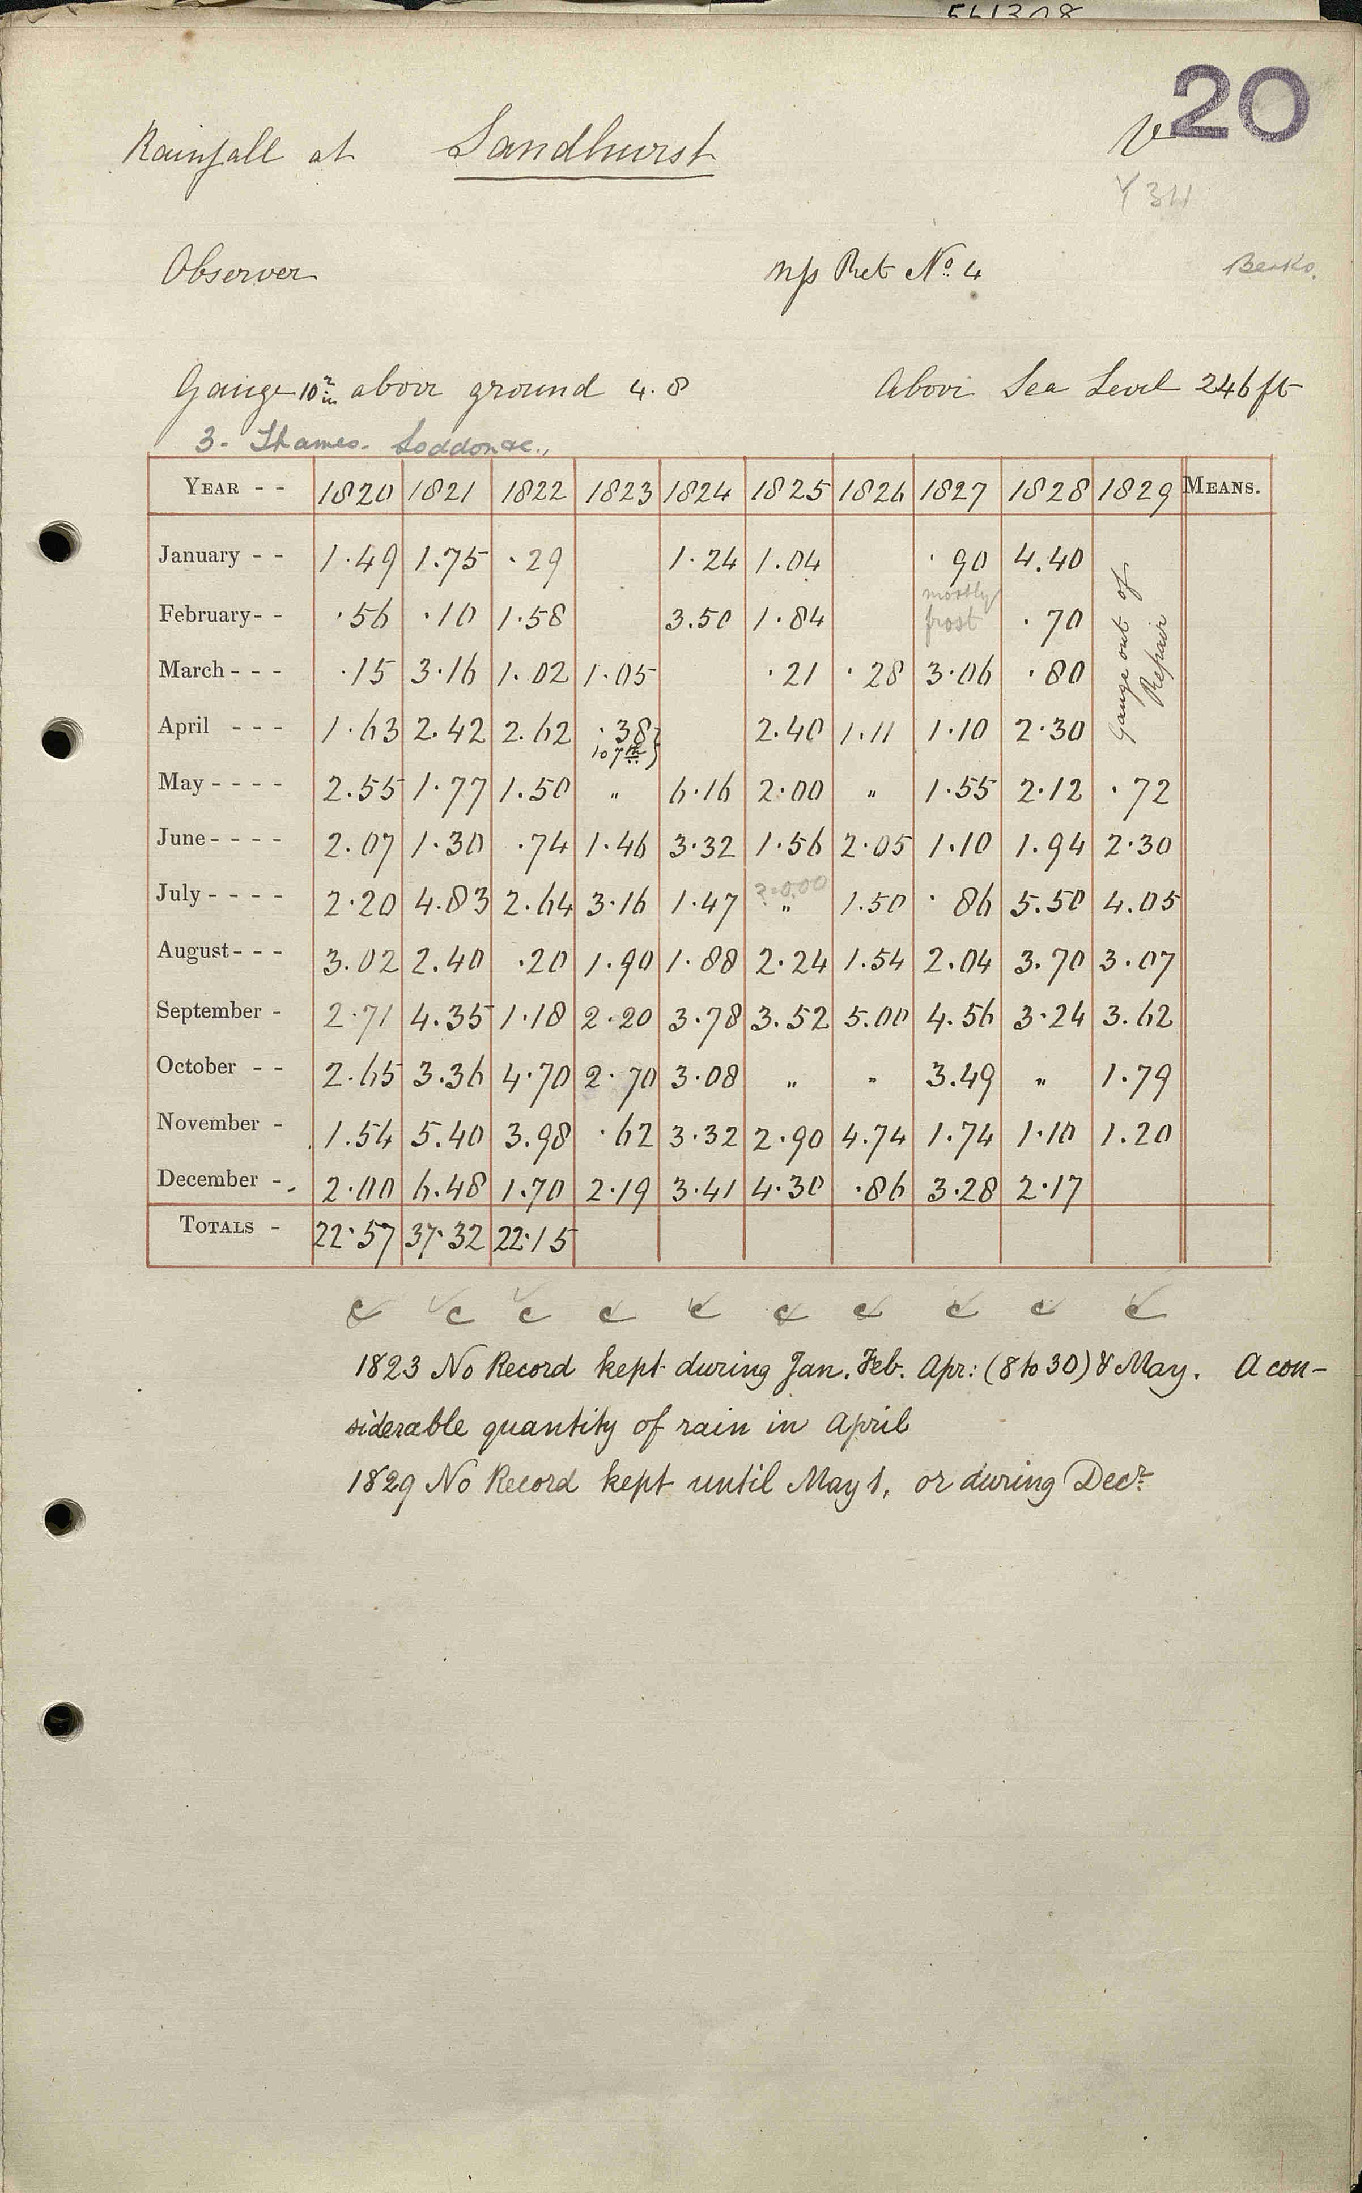 20
Rainfall at Sandhurst
Y 34
Observer Berks.
Ret No. 4
Gauge 10 in above ground 4.8 Above Sea Level 246 ft
3. Thames. Loddon &c.,
YEAR - - 1820 1821 1822 1823 1824 1825 1826 1827 1828 1829 MEANS.
January - - 1.49 1.75 .29 1.24 1.04 .90 4.40
February - - .56 .10 1.58 3.50 1.84 mostly frost .70
March - - - .15 3.16 1.02 1.05 .21 .28 3.06 .80
Gauge out of Repair
April - - - 1.63 2.42 2.62 .38 } to 7th 2.40 1.11 1.10 2.30
May - - - - 2.55 1.77 1.50 " 6.16 2.00 " 1.55 2.12 .72
June - - - - 2.07 1.30 .74 1.46 3.32 1.56 2.05 1.10 1.94 2.30
July - - - - 2.20 4.83 2.64 3.16 1.47 ? 0.00 " 1.50 .86 5.50 4.05
August - - - 3.02 2.40 .20 1.90 1.88 2.24 1.54 2.04 3.70 3.07
September - 2.71 4.35 1.18 2.20 3.78 3.52 5.00 4.56 3.24 3.62
October - - 2.65 3.36 4.70 2.70 3.08 " " 3.49 " 1.79
November - 1.54 5.40 3.98 .62 3.32 2.90 4.74 1.74 1.10 1.20
December - - 2.00 6.48 1.70 2.19 3.41 4.30 .86 3.28 2.17
TOTALS - 22.57 37.32 22.15
c c c c c c c c c c
1823 No Record kept during Jan. Feb. Apr: (8 to 30) & May. A con-
siderable quantity of rain in April
1829 No Record kept until May 1, or during Decr.